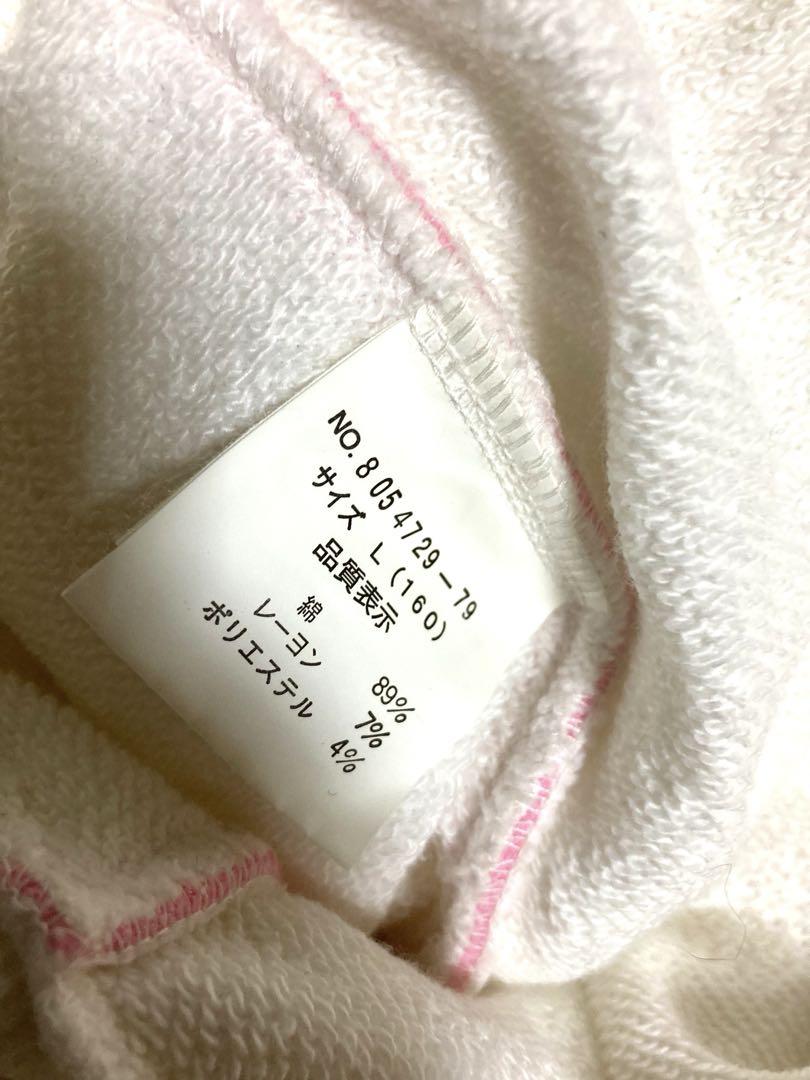 NO.8054729-79
サイズ L(160)
品質表示
綿 89%
レーヨン 7%
ポリエステル 4%